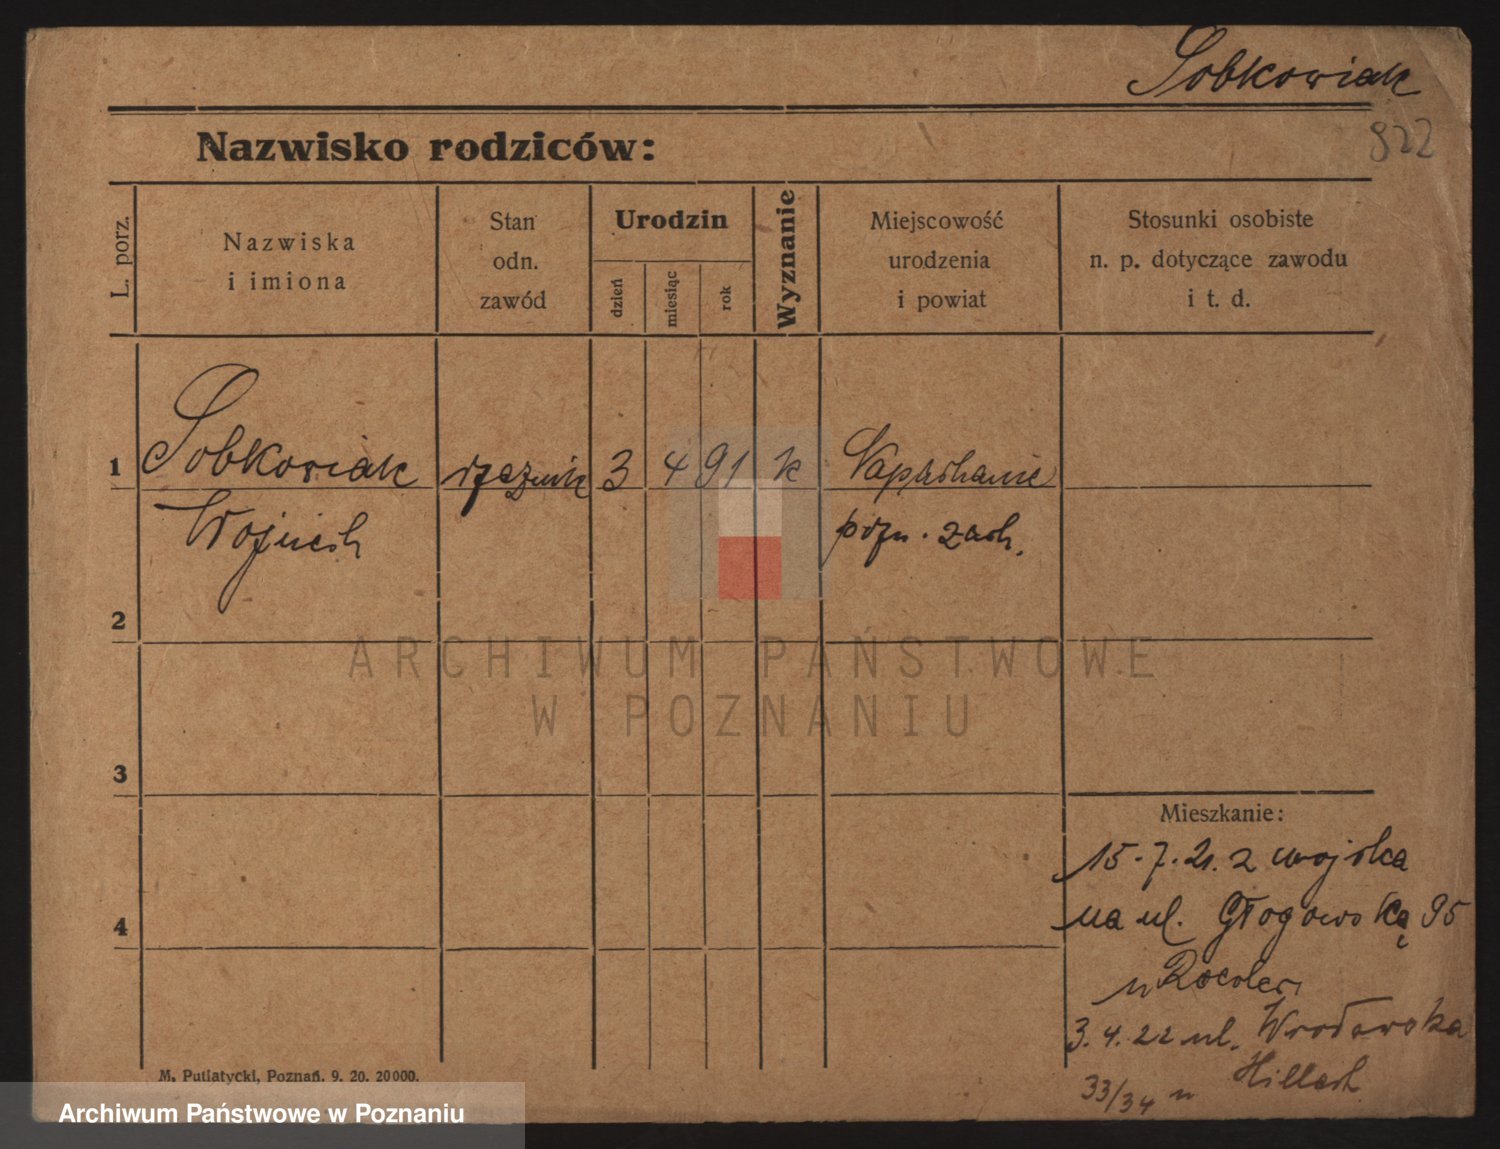 Sobkowiak
822
Nazwisko rodziców:
L. porz.
Nazwiska
i imiona
Stan
odn.
zawód
Urodzin
dzień
miesiąc
rok
Wyznanie
Miejscowość
urodzenia
i powiat
Stosunki osobiste
n. p. dotyczące zawodu
i t. d.
1 Sobkowiak rzeźnik 3 4 91 k
Wojciech pozn. zach.
2
3
4
ARCHIWUM PAŃSTWOWE
W POZNANIU
Mieszkanie:
15.7.21. z wojska
na ul. Głogowską 95
u
3.4.22 ul. Wrocławska
33/34 u Hillerh
M. Putiatycki, Poznań. 9. 20. 20000.
Archiwum Państwowe w Poznaniu